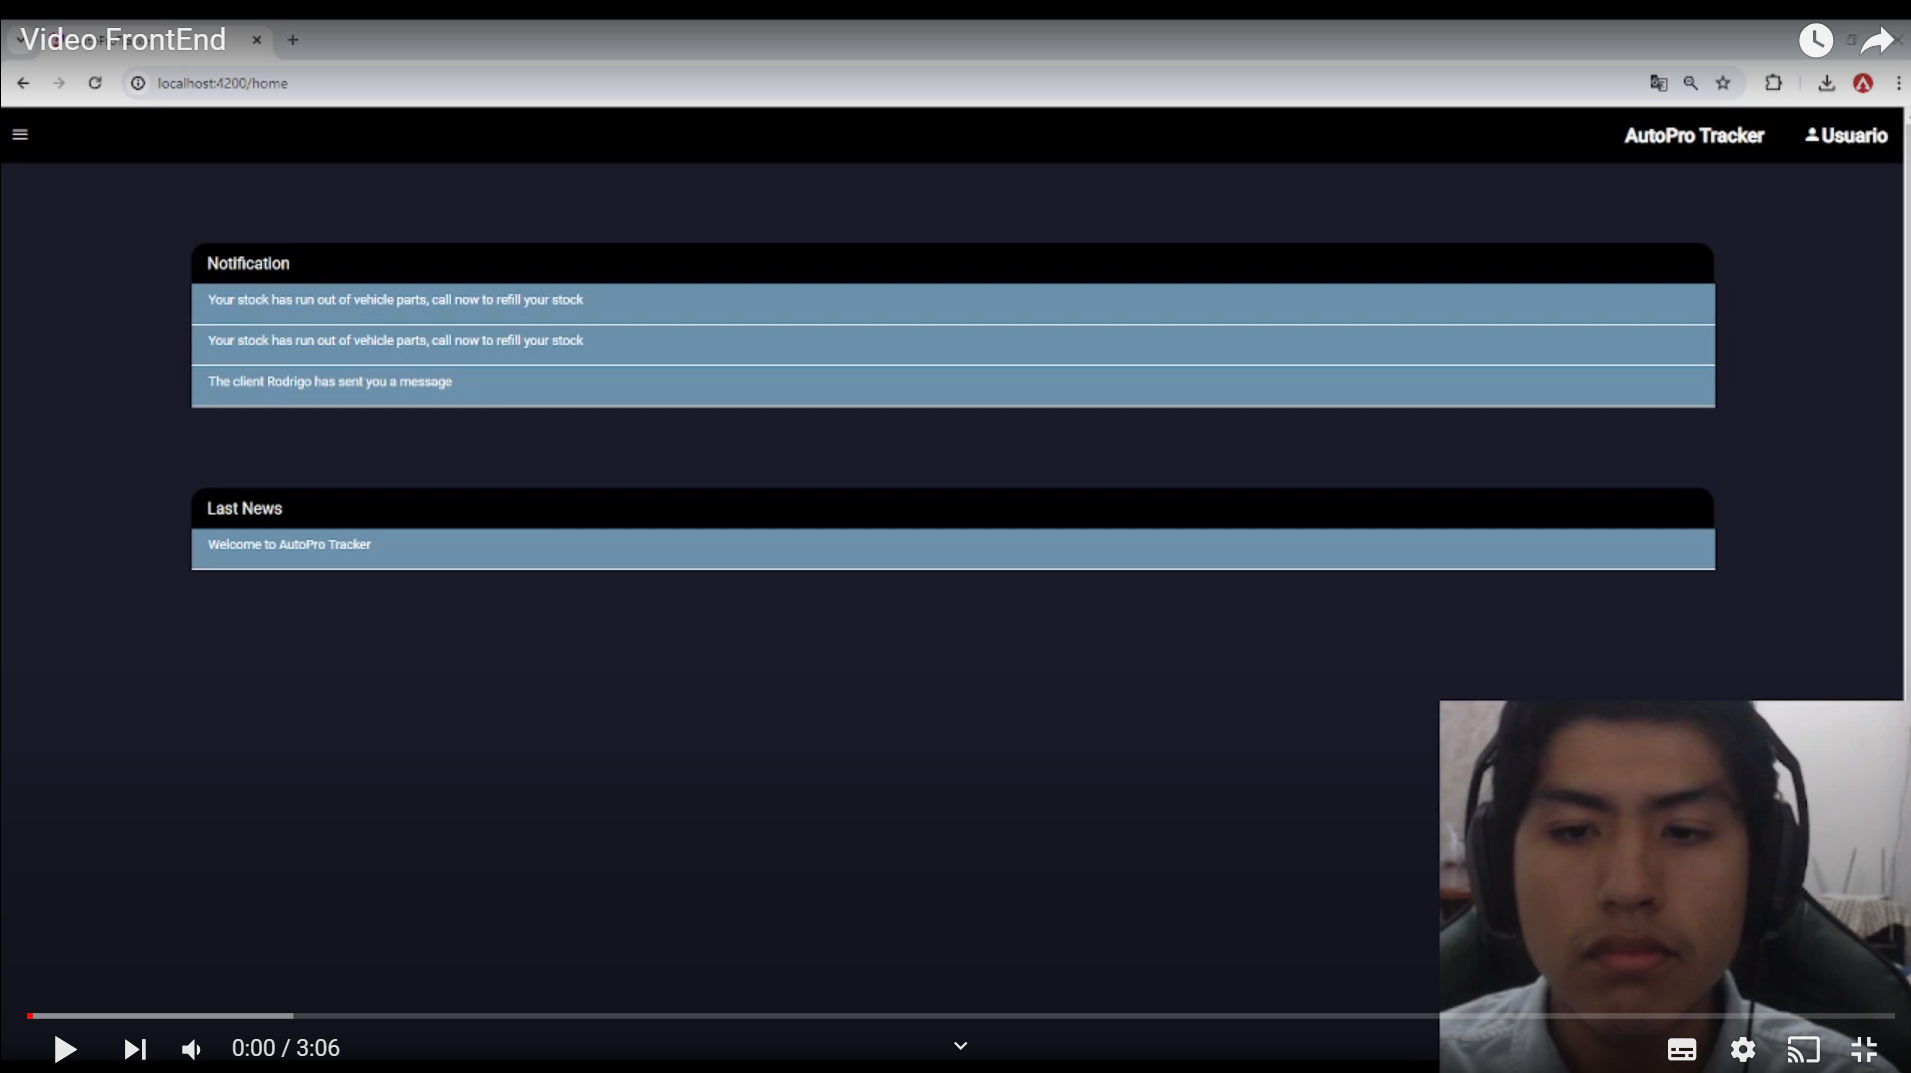 Video FrontEnd
localhost:4200/home
AutoPro Tracker
Usuario
Notification
Your stock has run out of vehicle parts, call now to refill your stock
Your stock has run out of vehicle parts, call now to refill your stock
The client Rodrigo has sent you a message
Last News
Welcome to AutoPro Tracker
0:00 / 3:06